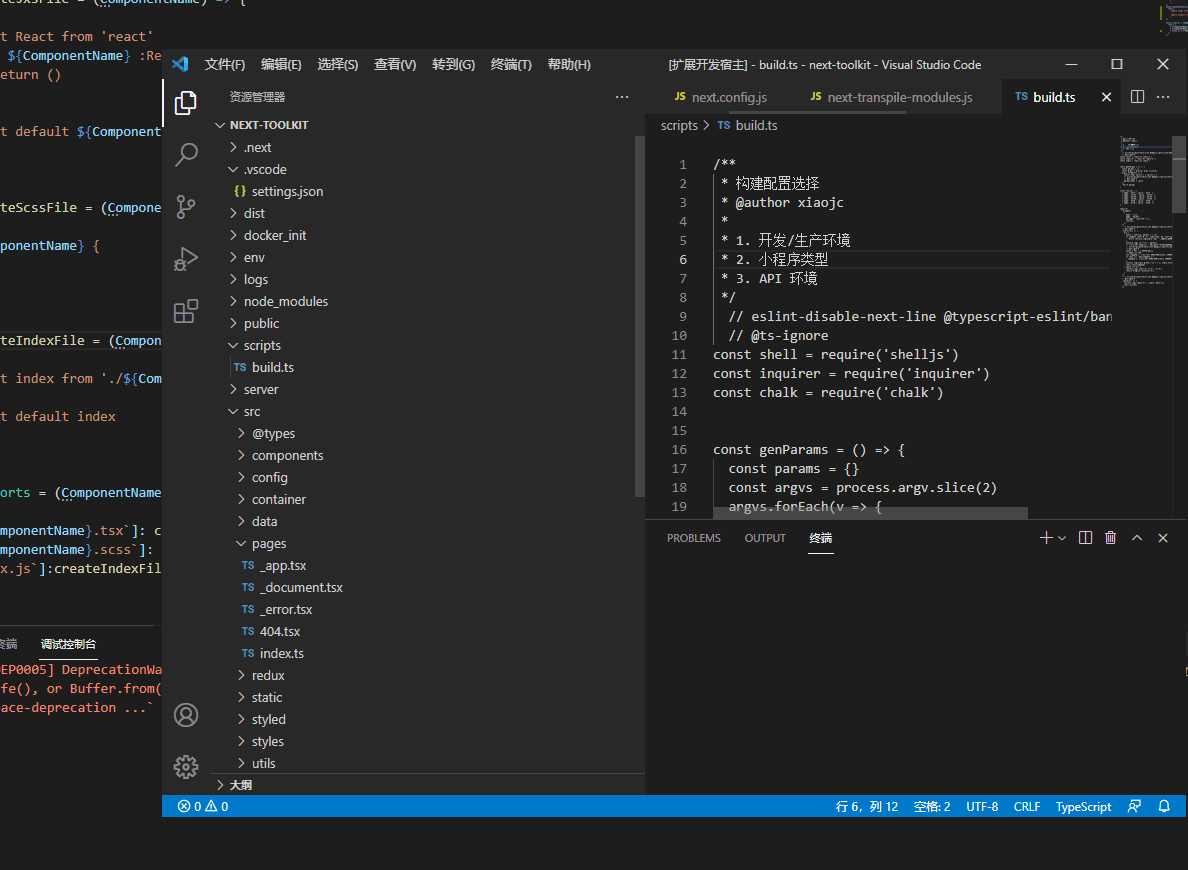 t React from 'react'
${ComponentName} :Re
eturn ()
t default ${Component
teScssFile = (Compone
ponentName} {
teIndexFile = (Compon
t index from './${Com
t default index
orts = (ComponentName
mponentName}.tsx`]: c
mponentName}.scss`]:
x.js`]:createIndexFil
终端 调试控制台
EP0005] DeprecationWa
fe(), or Buffer.from(
ace-deprecation ...`
文件(F) 编辑(E) 选择(S) 查看(V) 转到(G) 终端(T) 帮助(H) [扩展开发宿主] - build.ts - next-toolkit - Visual Studio Code
资源管理器
NEXT-TOOLKIT
.next
.vscode
{} settings.json
dist
docker_init
env
logs
node_modules
public
scripts
TS build.ts
server
src
@types
components
config
container
data
pages
TS _app.tsx
TS _document.tsx
TS _error.tsx
TS 404.tsx
TS index.ts
redux
static
styled
styles
utils
大纲
JS next.config.js JS next-transpile-modules.js TS build.ts
scripts > TS build.ts
1 /**
2 * 构建配置选择
3 * @author xiaojc
4 *
5 * 1. 开发/生产环境
6 * 2. 小程序类型
7 * 3. API 环境
8 */
9 // eslint-disable-next-line @typescript-eslint/ban
10 // @ts-ignore
11 const shell = require('shelljs')
12 const inquirer = require('inquirer')
13 const chalk = require('chalk')
14
15
16 const genParams = () => {
17 const params = {}
18 const argvs = process.argv.slice(2)
19 argvs.forEach(v => {
PROBLEMS OUTPUT 终端
0 0 行 6，列 12 空格: 2 UTF-8 CRLF TypeScript